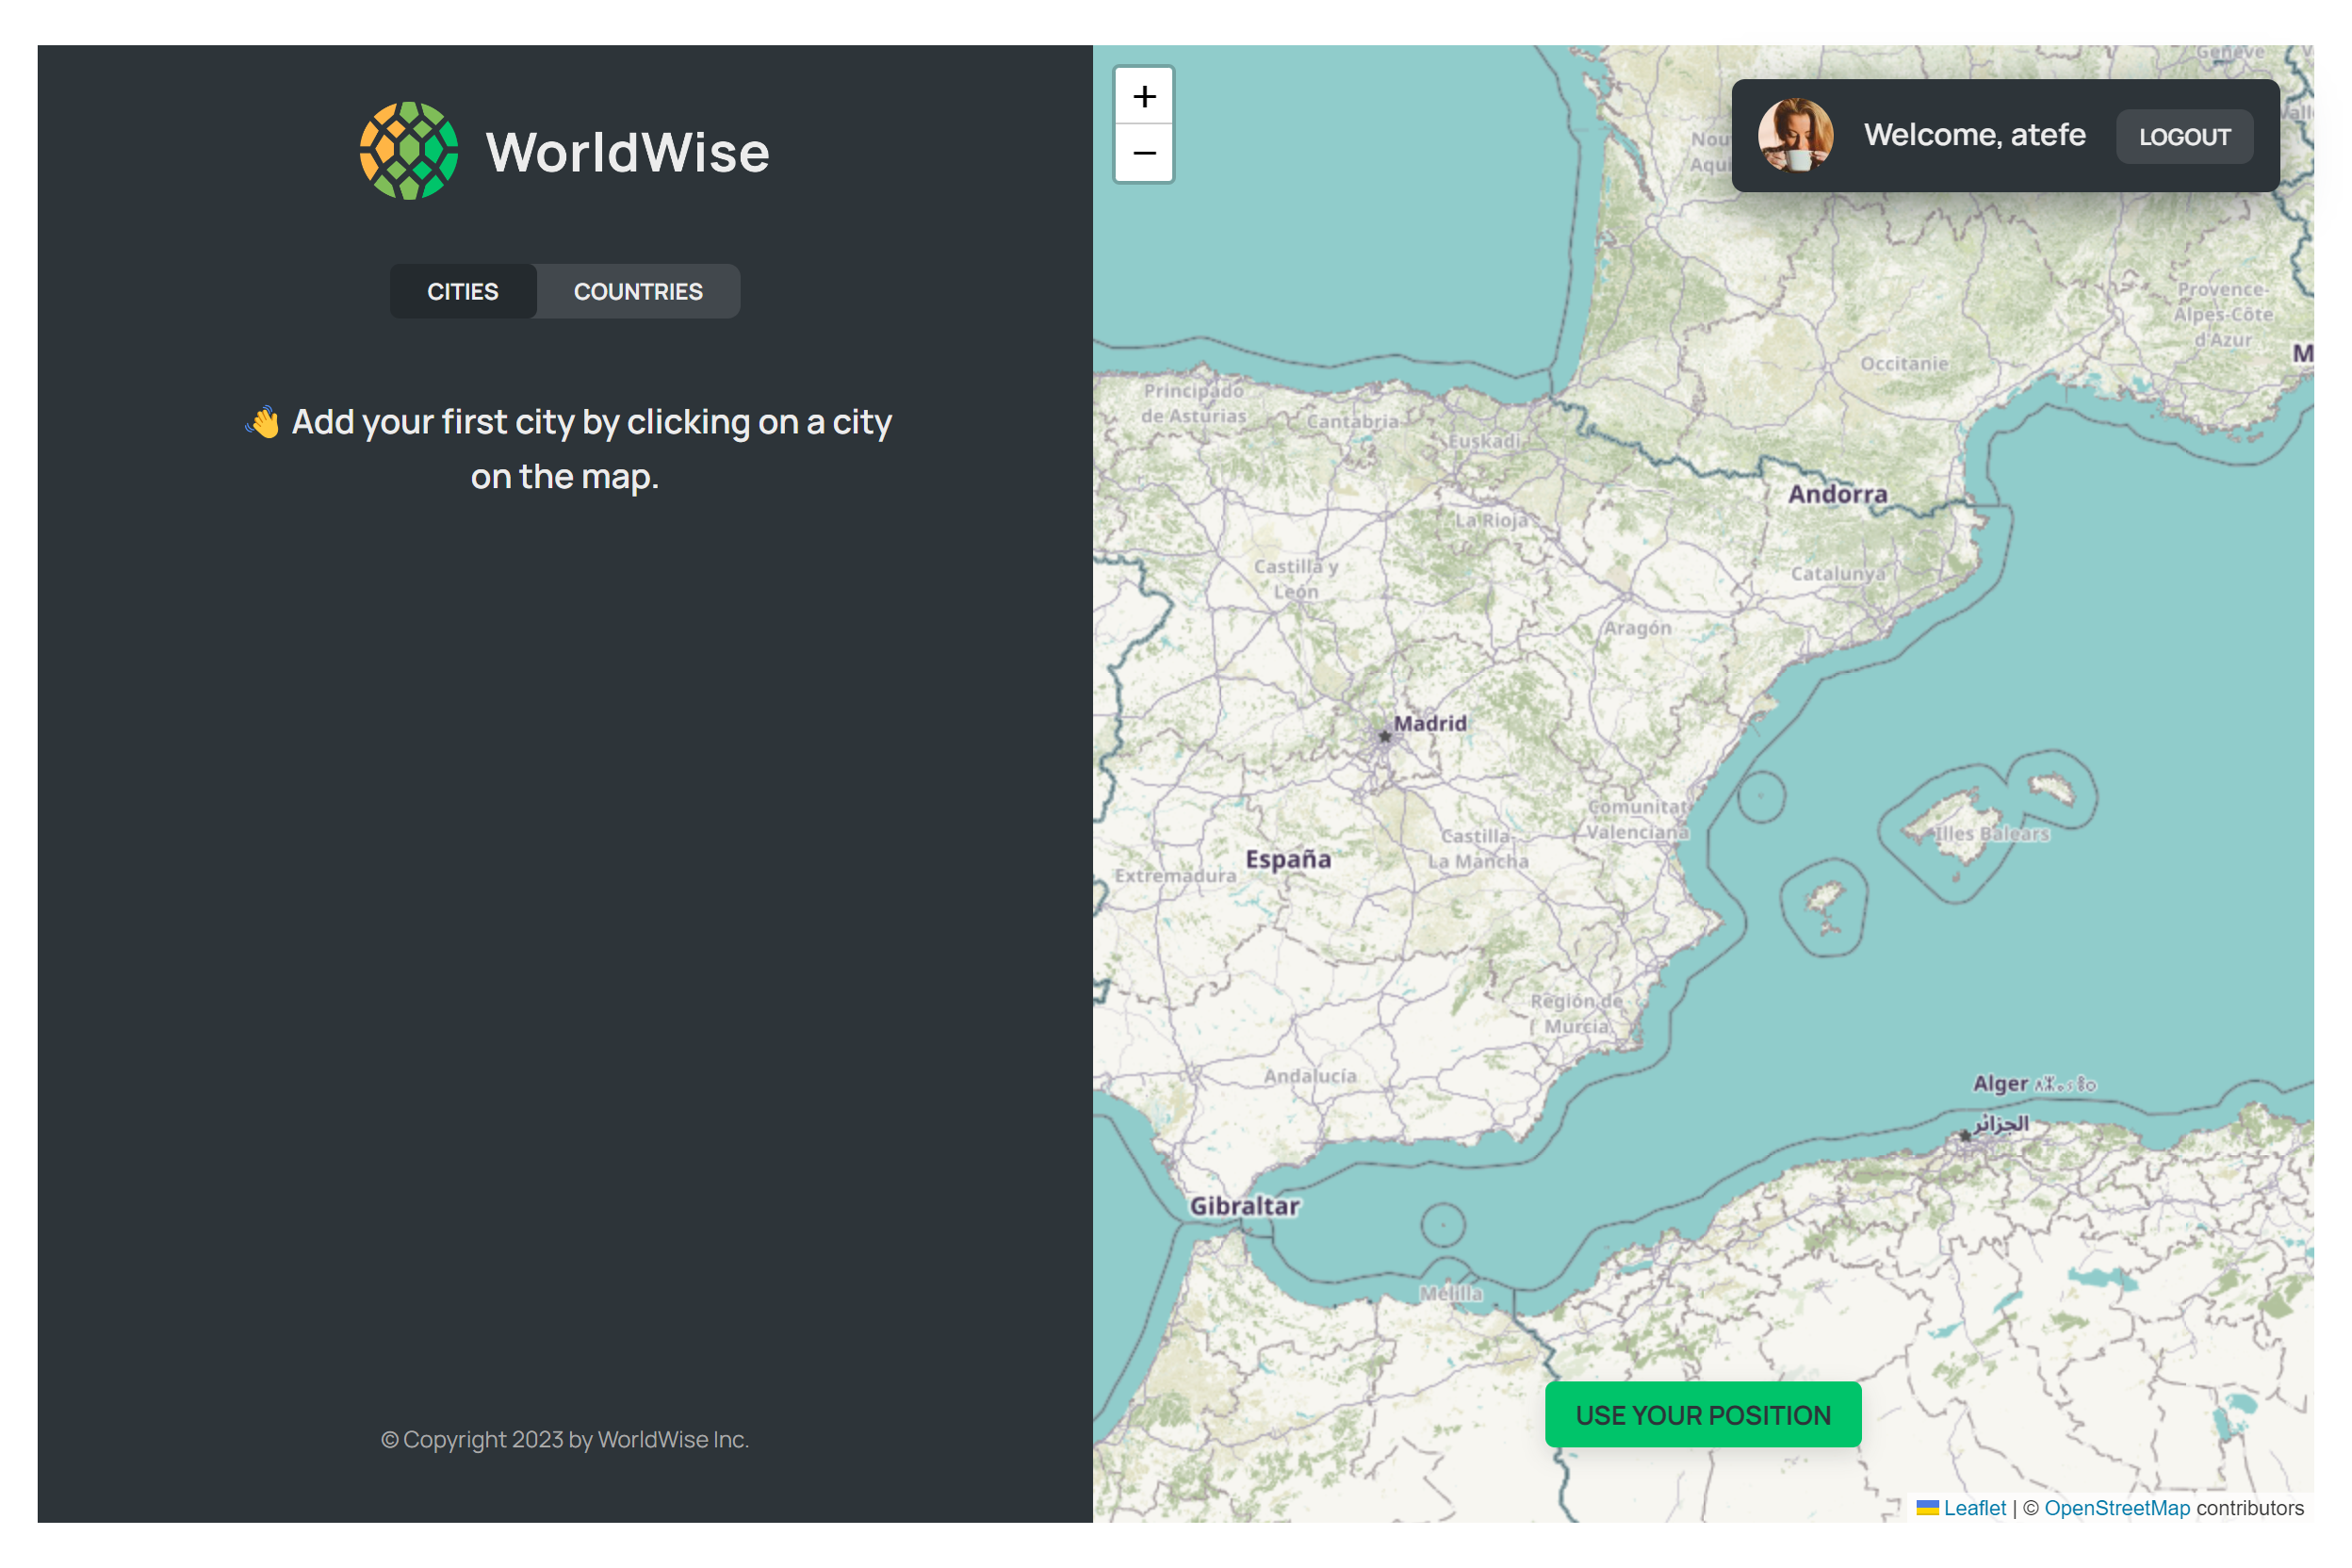 WorldWise
CITIES
COUNTRIES
👋 Add your first city by clicking on a city
on the map.
© Copyright 2023 by WorldWise Inc.
+
−
Genève
Welcome, atefe
LOGOUT
Provence-
Alpes-Côte
d'Azur
Occitanie
Principado
de Asturias
Cantabria
Euskadi
Andorra
La Rioja
Castilla y
León
Catalunya
Aragón
Madrid
Comunitat
Valenciana
Castilla-
La Mancha
Illes Balears
España
Extremadura
Región de
Murcia
Andalucía
Alger
الجزائر
Gibraltar
Melilla
USE YOUR POSITION
Leaflet | © OpenStreetMap contributors